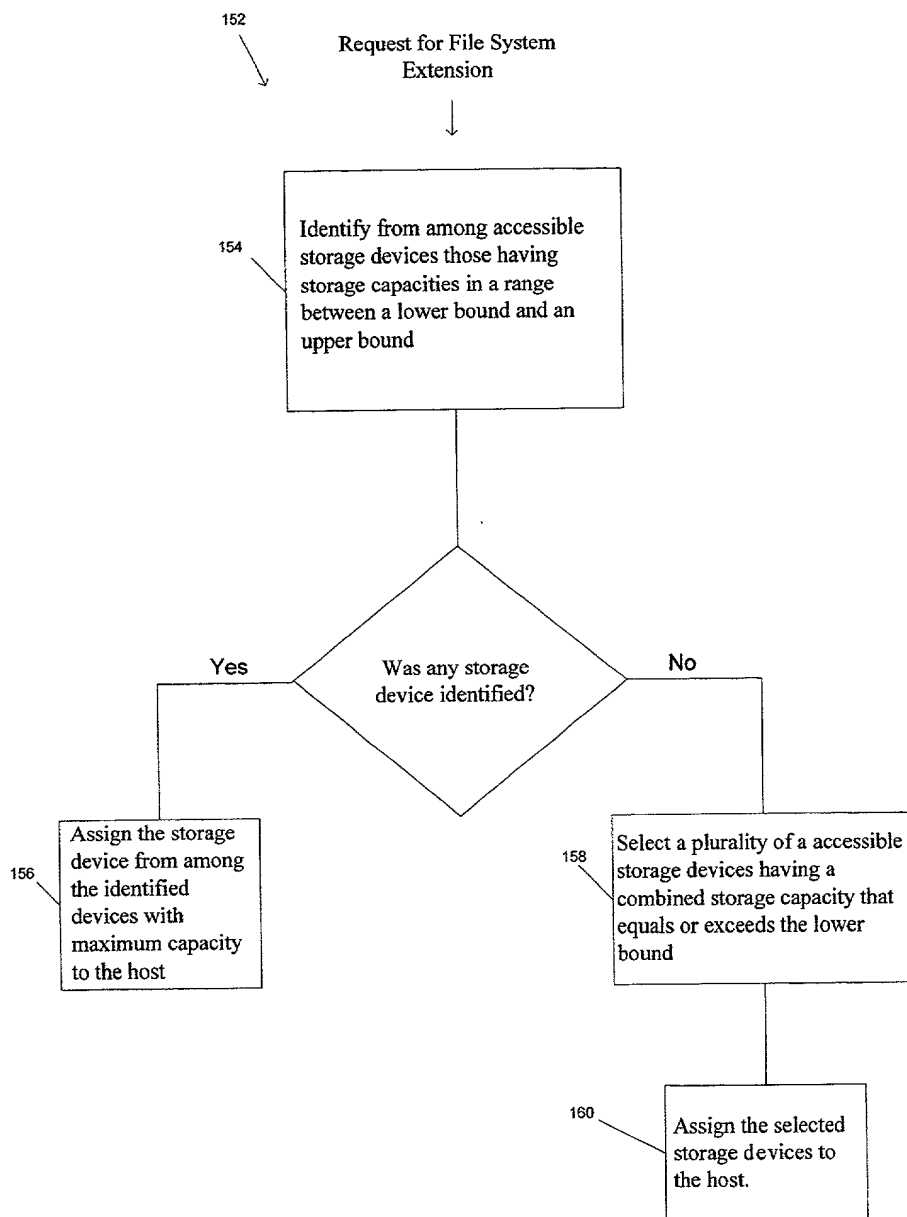 152
Request for File System
Extension
154
Identify from among accessible
storage devices those having
storage capacities in a range
between a lower bound and an
upper bound
Was any storage
device identified?
Yes
No
156
Assign the storage
device from among
the identified
devices with
maximum capacity
to the host
158
Select a plurality of a accessible
storage devices having a
combined storage capacity that
equals or exceeds the lower
bound
160
Assign the selected
storage devices to
the host.